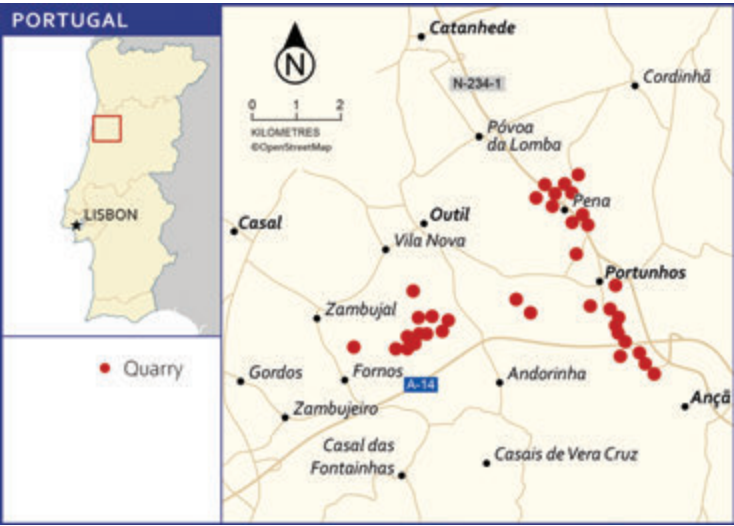 PORTUGAL
LISBON
Quarry
N
0 1 2
KILOMETRES
©OpenStreetMap
Catanhede
N-234-1
Cordinhã
Póvoa
da Lomba
Pena
Casal
Outil
Vila Nova
Portunhos
Zambujal
Gordos
Fornos
A-14
Andorinha
Ançã
Zambujeiro
Casal das
Fontainhas
Casais de Vera Cruz